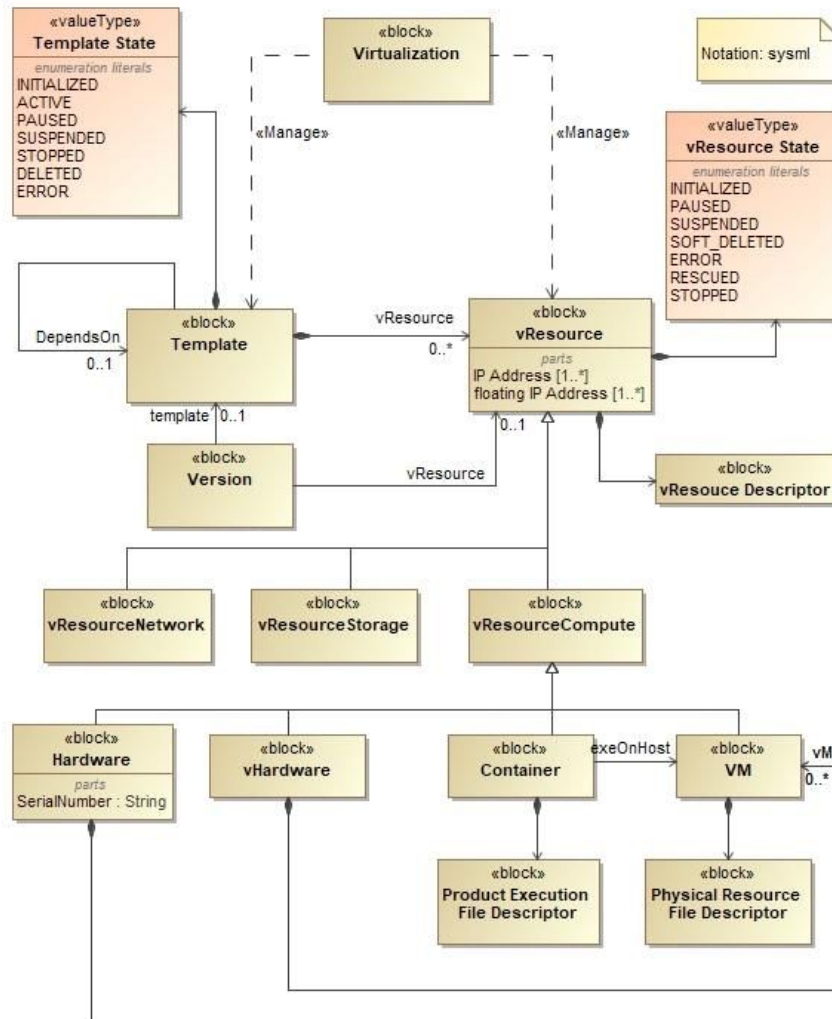 «valueType»
Template State
enumeration literals
INITIALIZED
ACTIVE
PAUSED
SUSPENDED
STOPPED
DELETED
ERROR
«block»
Virtualization
Notation: sysml
«Manage»
«Manage»
«valueType»
vResource State
enumeration literals
INITIALIZED
PAUSED
SUSPENDED
SOFT_DELETED
ERROR
RESCUED
STOPPED
DependsOn
0..1
«block»
Template
vResource
0..*
«block»
vResource
parts
IP Address [1..*]
floating IP Address [1..*]
template
0..1
0..1
«block»
Version
vResource
«block»
vResouce Descriptor
«block»
vResourceNetwork
«block»
vResourceStorage
«block»
vResourceCompute
«block»
Hardware
parts
SerialNumber : String
«block»
vHardware
«block»
Container
exeOnHost
«block»
VM
vM
0..*
«block»
Product Execution
File Descriptor
«block»
Physical Resource
File Descriptor